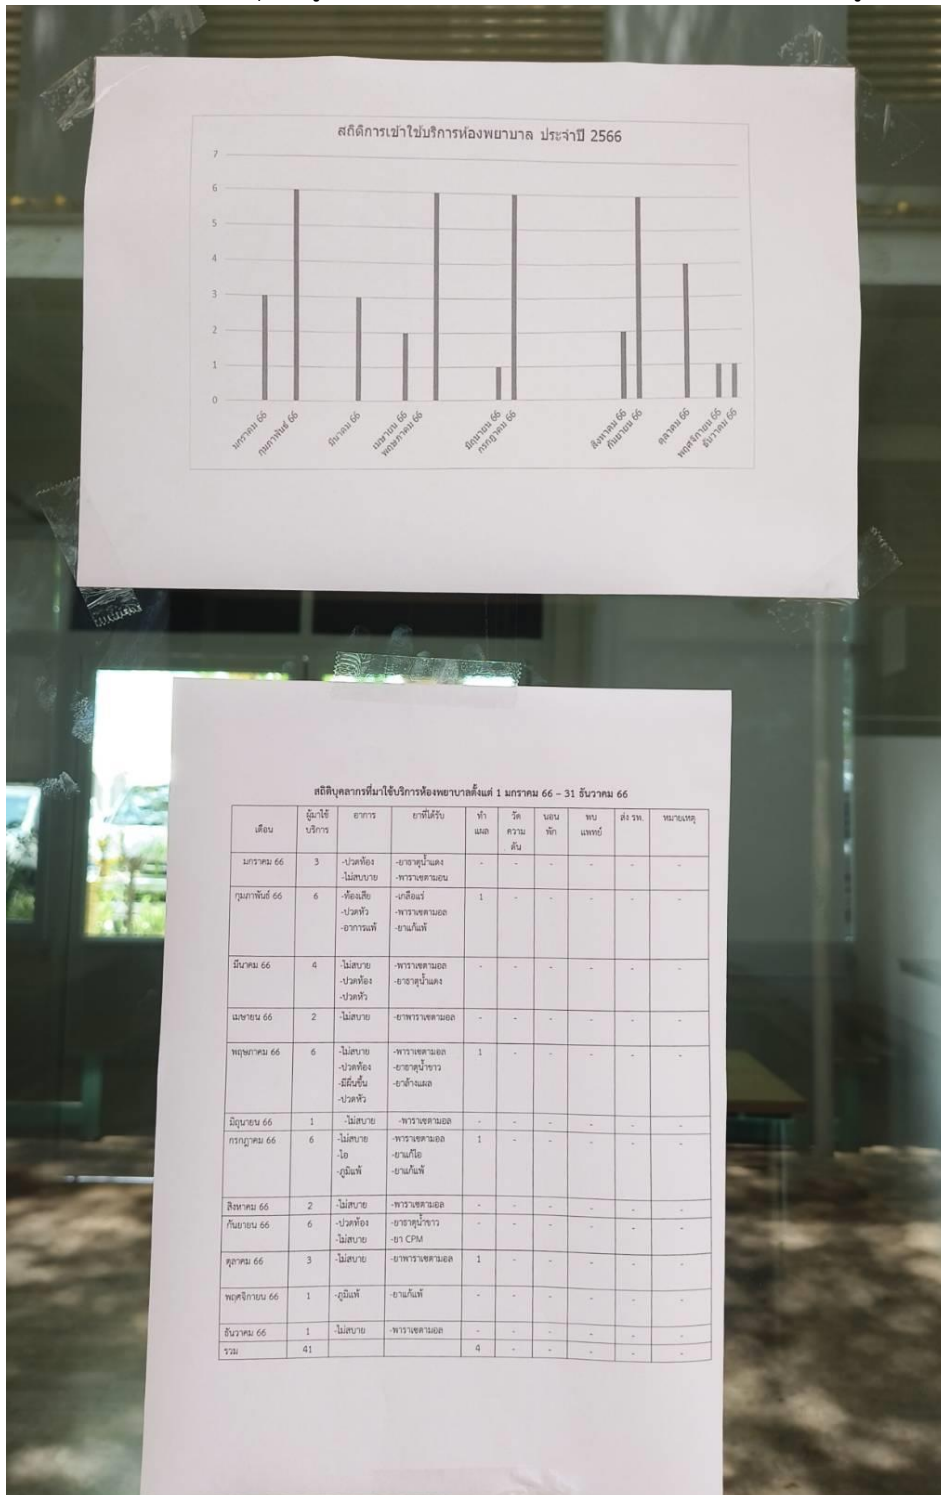 สถิติการเข้าใช้บริการห้องพยาบาล ประจำปี 2566
7
6
5
4
3
2
1
0
มกราคม 66 กุมภาพันธ์ 66 มีนาคม 66 เมษายน 66 พฤษภาคม 66 มิถุนายน 66 กรกฎาคม 66 สิงหาคม 66 กันยายน 66 ตุลาคม 66 พฤศจิกายน 66 ธันวาคม 66
สถิติบุคลากรที่มาใช้บริการห้องพยาบาลตั้งแต่ 1 มกราคม 66 – 31 ธันวาคม 66
เดือน ผู้มาใช้บริการ อาการ ยาที่ได้รับ ทำแผล วัดความดัน นอนพัก พบแพทย์ ส่ง รพ. หมายเหตุ
มกราคม 66 3 -ปวดท้อง -ยาธาตุน้ำแดง - - - - - -
-ไม่สบบาย -พาราเซตามอน
กุมภาพันธ์ 66 6 -ท้องเสีย -เกลือแร่ 1 - - - - -
-ปวดหัว -พาราเซตามอล
-อาการแพ้ -ยาแก้แพ้
มีนาคม 66 4 -ไม่สบาย -พาราเซตามอล - - - - - -
-ปวดท้อง -ยาธาตุน้ำแดง
-ปวดหัว
เมษายน 66 2 -ไม่สบาย -ยาพาราเซตามอล - - - - - -
พฤษภาคม 66 6 -ไม่สบาย -พาราเซตามอล 1 - - - - -
-ปวดท้อง -ยาธาตุน้ำขาว
-มีผื่นขึ้น -ยาล้างแผล
-ปวดหัว
มิถุนายน 66 1 -ไม่สบาย -พาราเซตามอล - - - - - -
กรกฎาคม 66 6 -ไม่สบาย -พาราเซตามอล 1 - - - - -
-ไอ -ยาแก้ไอ
-ภูมิแพ้ -ยาแก้แพ้
สิงหาคม 66 2 -ไม่สบาย -พาราเซตามอล - - - - - -
กันยายน 66 6 -ปวดท้อง -ยาธาตุน้ำขาว - - - - - -
-ไม่สบาย -ยา CPM
ตุลาคม 66 3 -ไม่สบาย -ยาพาราเซตามอล 1 - - - - -
พฤศจิกายน 66 1 -ภูมิแพ้ -ยาแก้แพ้ - - - - - -
ธันวาคม 66 1 -ไม่สบาย -พาราเซตามอล - - - - - -
รวม 41 4 - - - - -